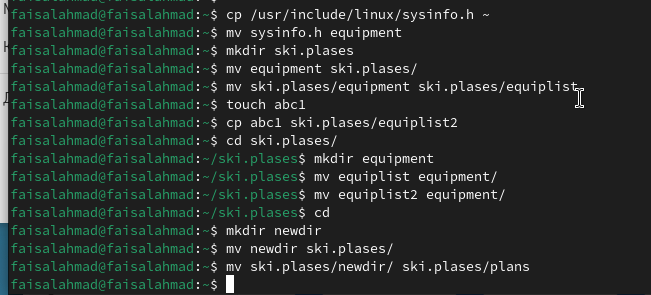 faisalahmad@faisalahmad:~$ cp /usr/include/linux/sysinfo.h ~
faisalahmad@faisalahmad:~$ mv sysinfo.h equipment
faisalahmad@faisalahmad:~$ mkdir ski.plases
faisalahmad@faisalahmad:~$ mv equipment ski.plases/
faisalahmad@faisalahmad:~$ mv ski.plases/equipment ski.plases/equiplist
faisalahmad@faisalahmad:~$ touch abc1
faisalahmad@faisalahmad:~$ cp abc1 ski.plases/equiplist2
faisalahmad@faisalahmad:~$ cd ski.plases/
faisalahmad@faisalahmad:~/ski.plases$ mkdir equipment
faisalahmad@faisalahmad:~/ski.plases$ mv equiplist equipment/
faisalahmad@faisalahmad:~/ski.plases$ mv equiplist2 equipment/
faisalahmad@faisalahmad:~/ski.plases$ cd
faisalahmad@faisalahmad:~$ mkdir newdir
faisalahmad@faisalahmad:~$ mv newdir ski.plases/
faisalahmad@faisalahmad:~$ mv ski.plases/newdir/ ski.plases/plans
faisalahmad@faisalahmad:~$